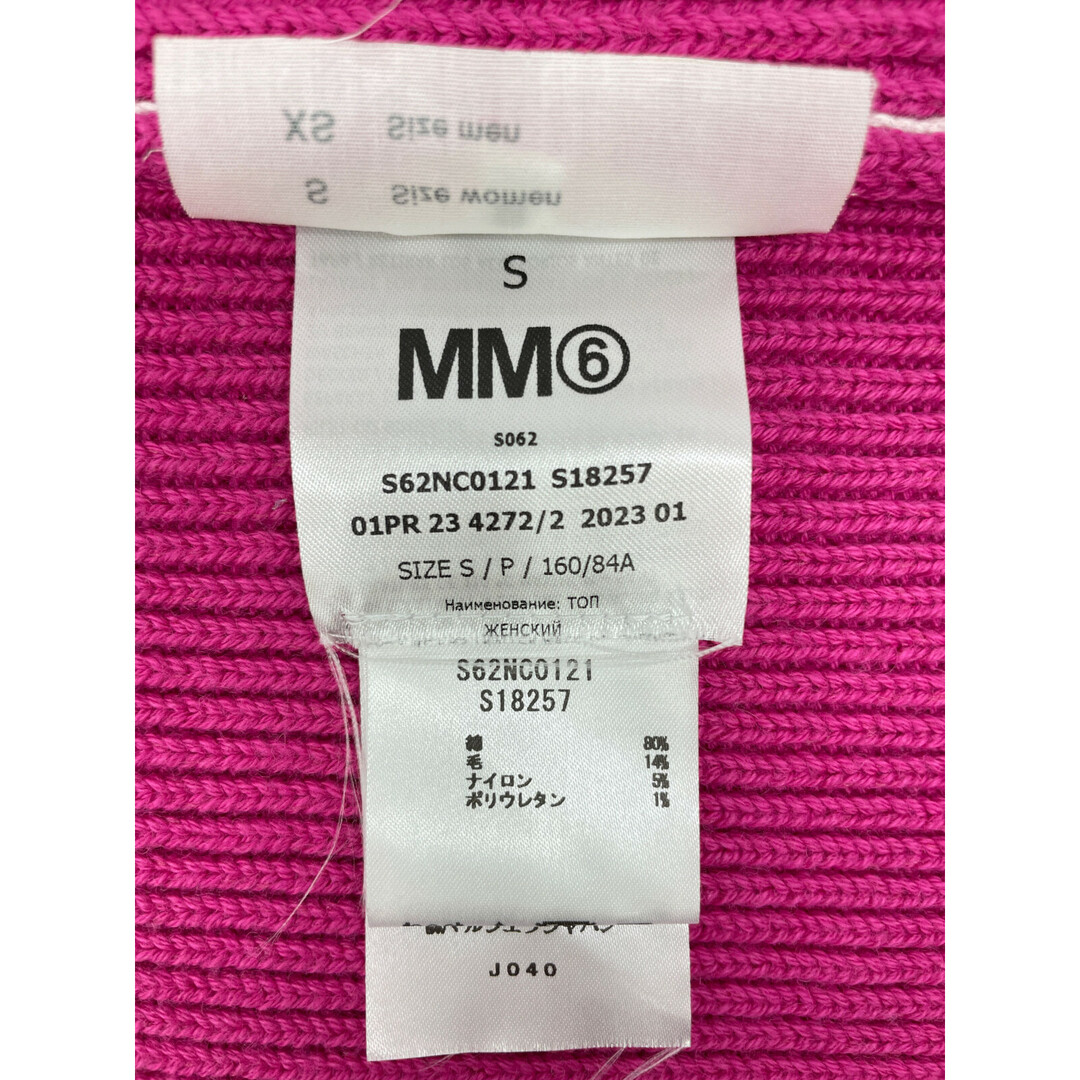 XS Size men
S Size women
S
MM⑥
S062
S62NC0121 S18257
01PR 23 4272/2 2023 01
SIZE S / P / 160/84A
Наименование: ТОП
ЖЕНСКИЙ
S62NC0121
S18257
綿 80%
毛 14%
ナイロン 5%
ポリウレタン 1%
J040